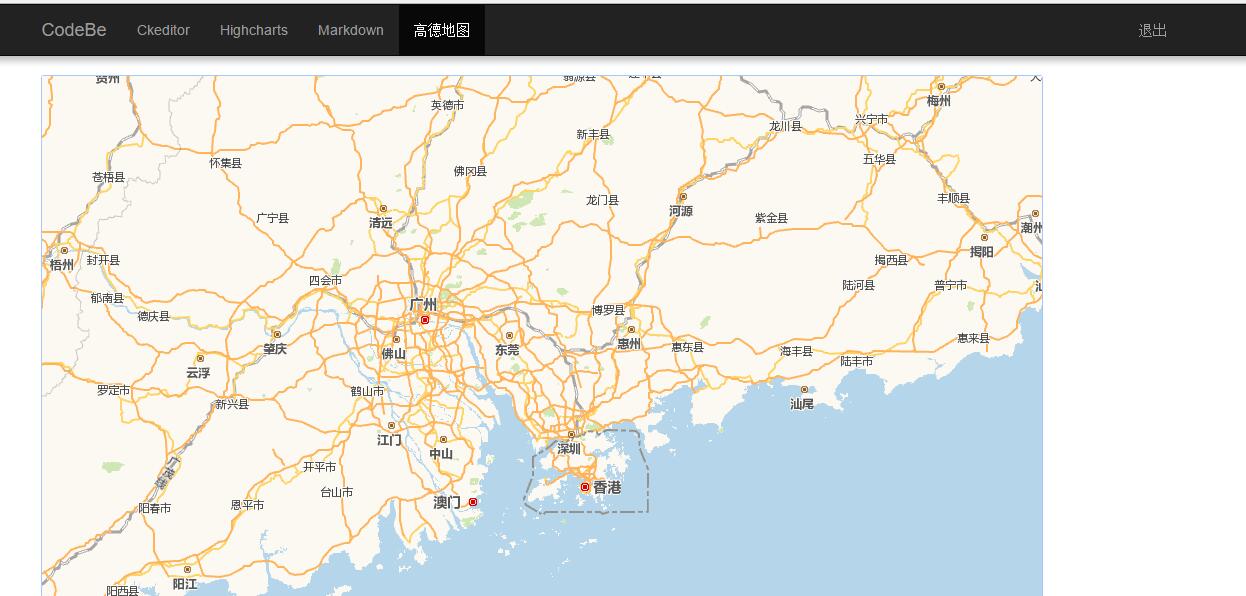 CodeBe Ckeditor Highcharts Markdown 高德地图 退出
贺州
翁源县
英德市
梅州
兴宁市
龙川县
新丰县
五华县
怀集县
佛冈县
苍梧县
丰顺县
龙门县
河源
紫金县
广宁县
清远
潮州
揭阳
梧州
封开县
揭西县
四会市
陆河县
普宁市
郁南县
广州
博罗县
德庆县
惠州
惠来县
肇庆
佛山
东莞
惠东县
海丰县
陆丰市
云浮
罗定市
鹤山市
新兴县
汕尾
江门
中山
深圳
开平市
广茂线
台山市
香港
澳门
恩平市
阳春市
阳江
阳西县